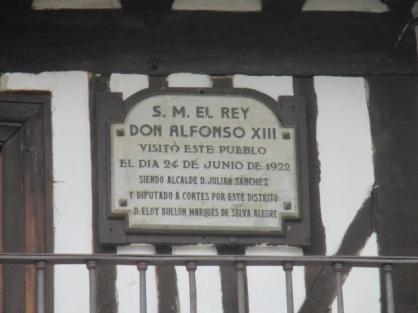 S. M. EL REY
DON ALFONSO XIII
VISITÓ ESTE PUEBLO
EL DIA 24 DE JUNIO DE 1922
SIENDO ALCALDE D. JULIAN SANCHEZ
Y DIPUTADO A CORTES POR ESTE DISTRITO
D. ELOY BULLON, MARQUÉS DE SELVA ALEGRE